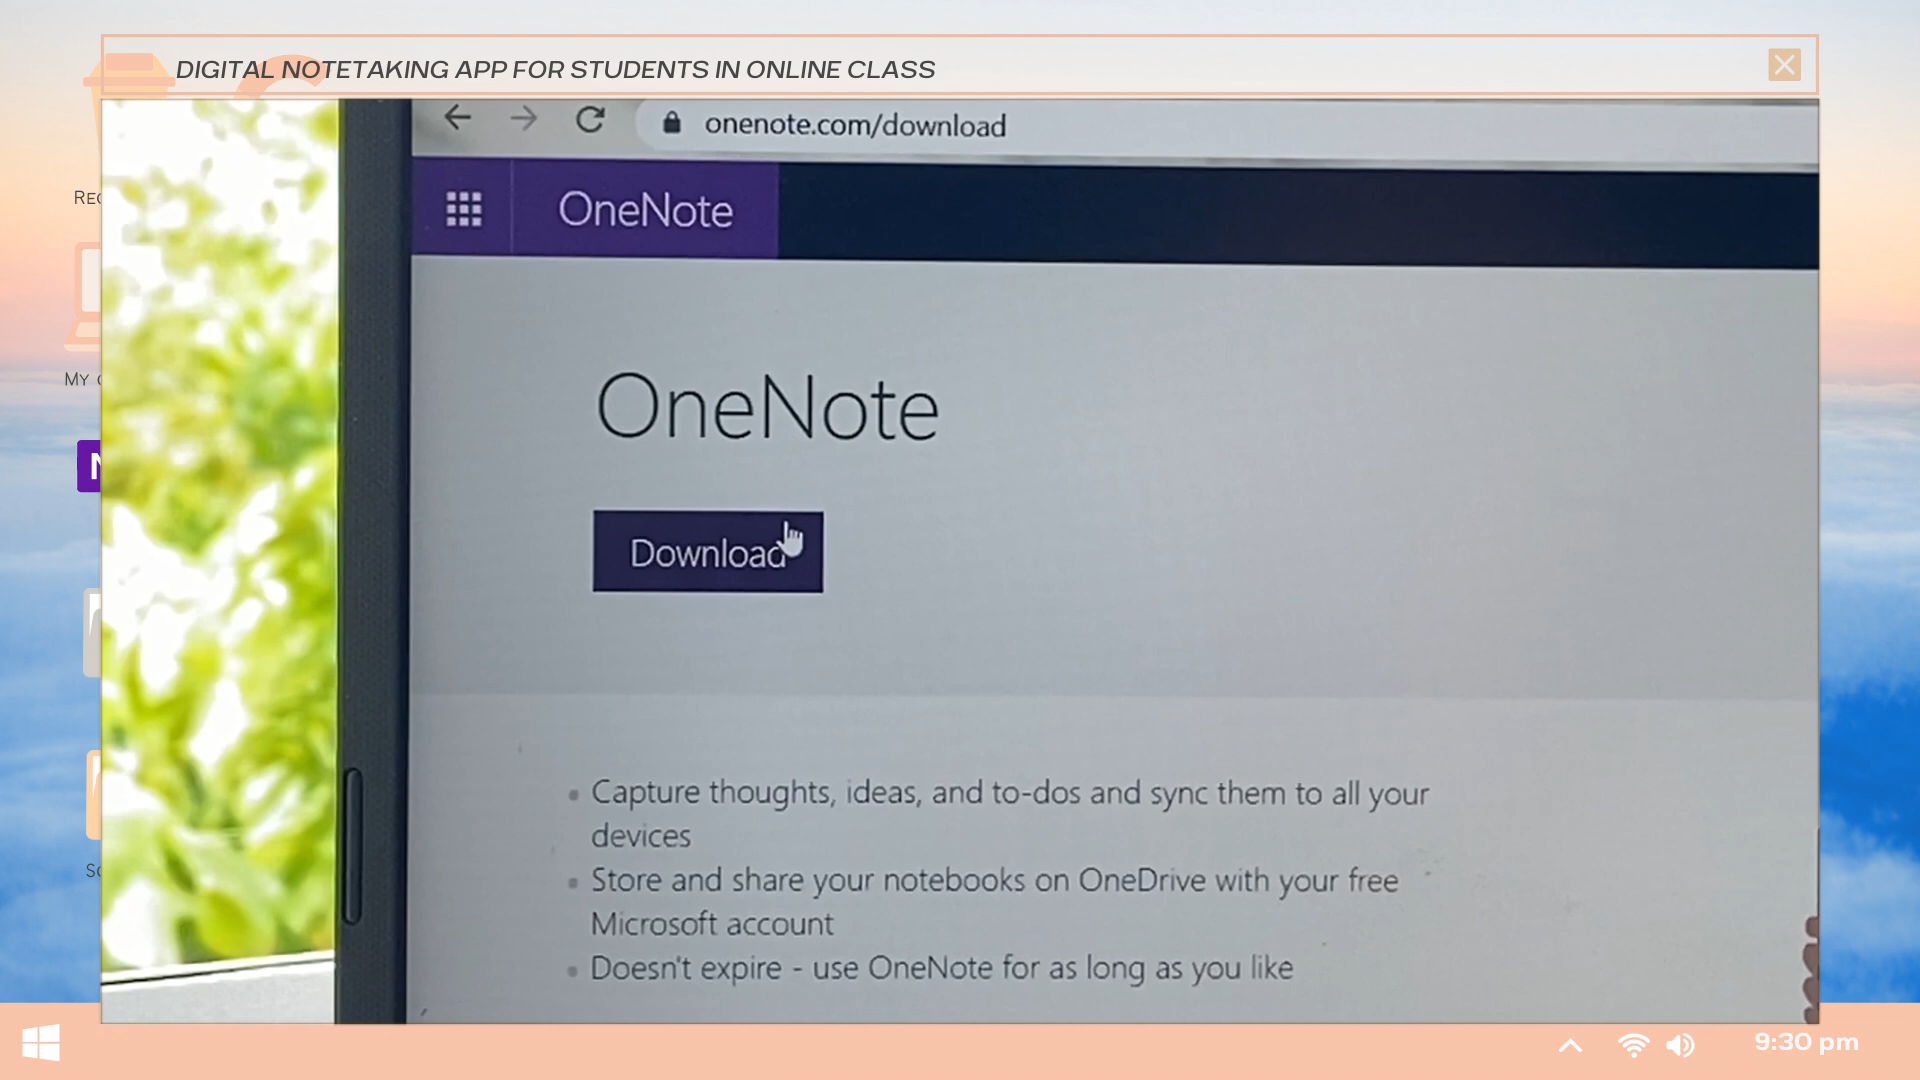 DIGITAL NOTETAKING APP FOR STUDENTS IN ONLINE CLASS
onenote.com/download
OneNote
OneNote
Download
• Capture thoughts, ideas, and to-dos and sync them to all your
devices
• Store and share your notebooks on OneDrive with your free
Microsoft account
• Doesn't expire - use OneNote for as long as you like
MY
N
9:30 pm